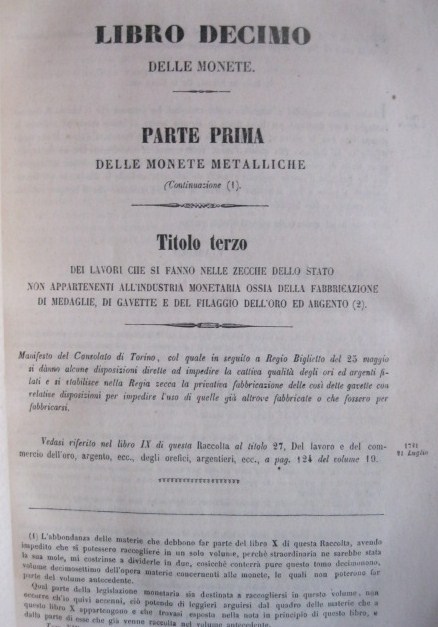 LIBRO DECIMO
DELLE MONETE.
PARTE PRIMA
DELLE MONETE METALLICHE
(Continuazione (1).
Titolo terzo
DEI LAVORI CHE SI FANNO NELLE ZECCHE DELLO STATO
NON APPARTENENTI ALL'INDUSTRIA MONETARIA OSSIA DELLA FABBRICAZIONE
DI MEDAGLIE, DI GAVETTE E DEL FILAGGIO DELL'ORO ED ARGENTO (2).
Manifesto del Consolato di Torino, col quale in seguito a Regio Biglietto del 25 maggio
si dànno alcune disposizioni dirette ad impedire la cattiva qualità degli ori ed argenti fi-
lati e si stabilisce nella Regia zecca la privativa fabbricazione delle così dette gavette con
relative disposizioni per impedire l'uso di quelle già altrove fabbricate o che fossero per
fabbricarsi.
Vedasi riferito nel libro IX di questa Raccolta al titolo 27, Del lavoro e del com-
mercio dell'oro, argento, ecc., degli orefici, argentieri, ecc., a pag. 124 del volume 19.
21 Luglio
(1) L'abbondanza delle materie che debbono far parte del libro X di questa Raccolta, avendo
impedito che si potessero raccogliere in un solo volume, perchè straordinaria ne sarebbe stata
la sua mole, mi costrinse a dividerle in due, cosicchè conterrà pure questo tomo decimonono,
volume decimosettimo dell'opera materie concernenti alle monete, le quali non poterono far
parte del volume antecedente.
Quai parte della legislazione monetaria sia destinata a raccogliersi in questo volume, non
occorre ch'io quivi accenni, ciò potendo di leggieri seguirsi dal quadro delle materie che a
questo libro X appartengono e che trovasi esposta nella nota in principio di questo libro, e
dalla parte di esse che già venne raccolta nel volume antecedente.